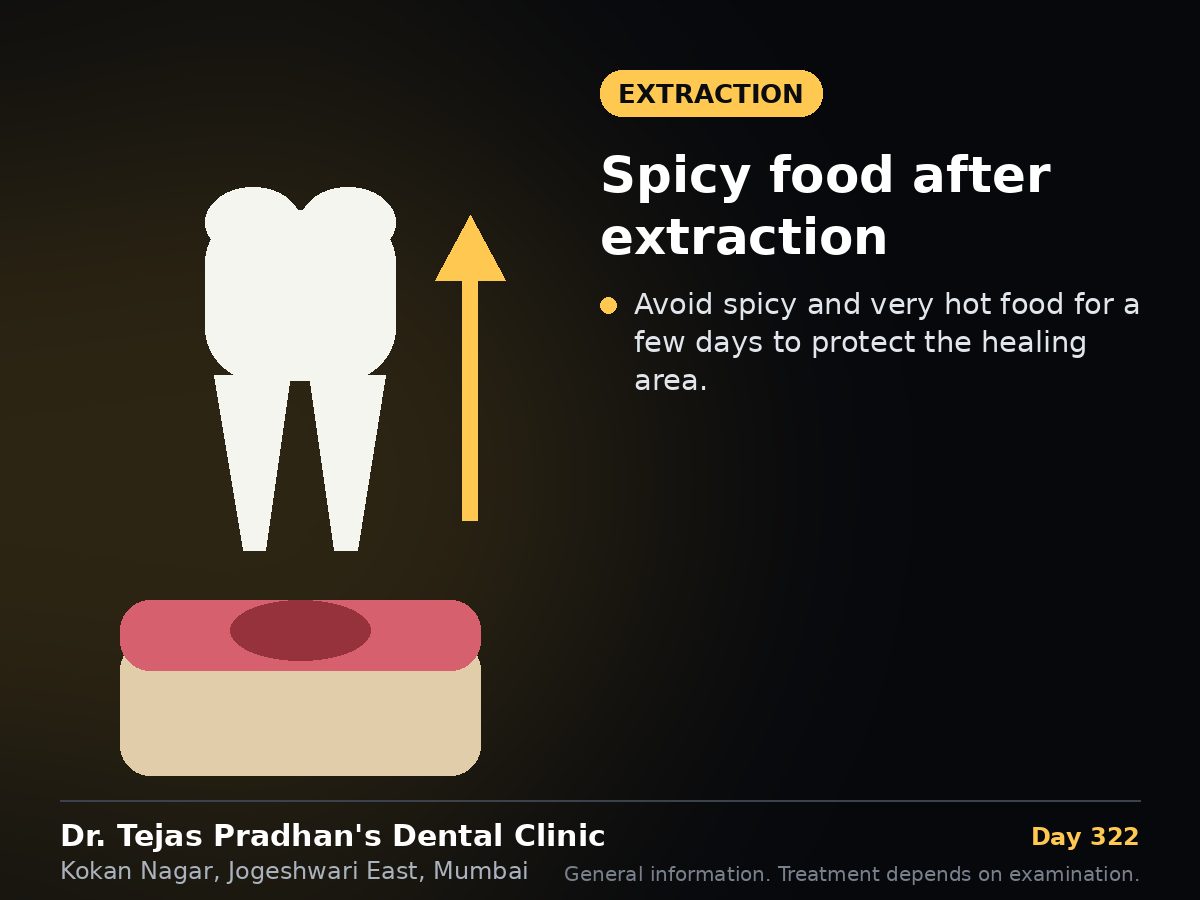 EXTRACTION
Spicy food after
extraction
Avoid spicy and very hot food for a
few days to protect the healing
area.
Dr. Tejas Pradhan's Dental Clinic
Day 322
Kokan Nagar, Jogeshwari East, Mumbai
General information. Treatment depends on examination.